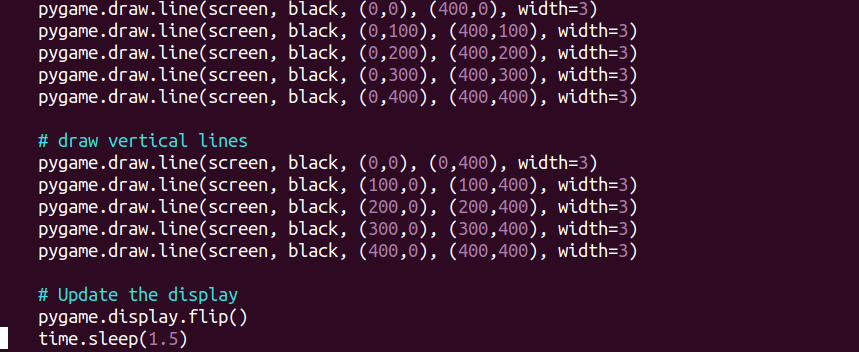 pygame.draw.line(screen, black, (0,0), (400,0), width=3)
pygame.draw.line(screen, black, (0,100), (400,100), width=3)
pygame.draw.line(screen, black, (0,200), (400,200), width=3)
pygame.draw.line(screen, black, (0,300), (400,300), width=3)
pygame.draw.line(screen, black, (0,400), (400,400), width=3)
# draw vertical lines
pygame.draw.line(screen, black, (0,0), (0,400), width=3)
pygame.draw.line(screen, black, (100,0), (100,400), width=3)
pygame.draw.line(screen, black, (200,0), (200,400), width=3)
pygame.draw.line(screen, black, (300,0), (300,400), width=3)
pygame.draw.line(screen, black, (400,0), (400,400), width=3)
# Update the display
pygame.display.flip()
time.sleep(1.5)